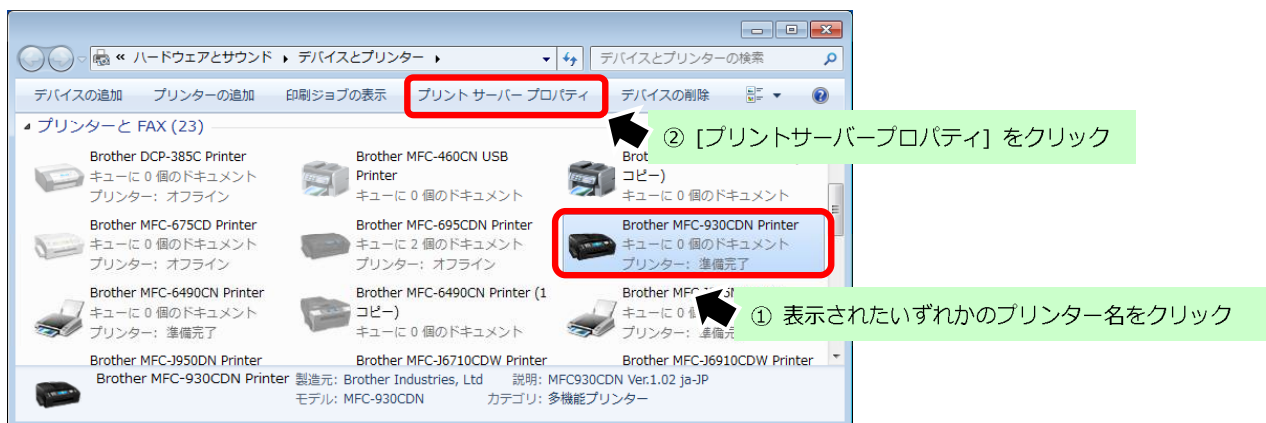 « ハードウェアとサウンド ▸ デバイスとプリンター ▸
デバイスとプリンターの検索
デバイスの追加 プリンターの追加 印刷ジョブの表示 プリント サーバー プロパティ デバイスの削除
プリンターと FAX (23)
② [プリントサーバープロパティ] をクリック
Brother DCP-385C Printer
キューに 0 個のドキュメント
プリンター: オフライン
Brother MFC-460CN USB
Printer
キューに 0 個のドキュメント
コピー)
キューに 0 個のドキュメント
Brother MFC-675CD Printer
キューに 0 個のドキュメント
プリンター: オフライン
Brother MFC-695CDN Printer
キューに 2 個のドキュメント
プリンター: オフライン
Brother MFC-930CDN Printer
キューに 0 個のドキュメント
プリンター: 準備完了
Brother MFC-6490CN Printer
キューに 0 個のドキュメント
プリンター: 準備完了
Brother MFC-6490CN Printer (1
コピー)
キューに 0 個のドキュメント
Brother
キューに 0
プリンター:
① 表示されたいずれかのプリンター名をクリック
Brother MFC-J950DN Printer
Brother MFC-J6710CDW Printer
Brother MFC-J6910CDW Printer
Brother MFC-930CDN Printer 製造元: Brother Industries, Ltd 説明: MFC930CDN Ver.1.02 ja-JP
モデル: MFC-930CDN カテゴリ: 多機能プリンター